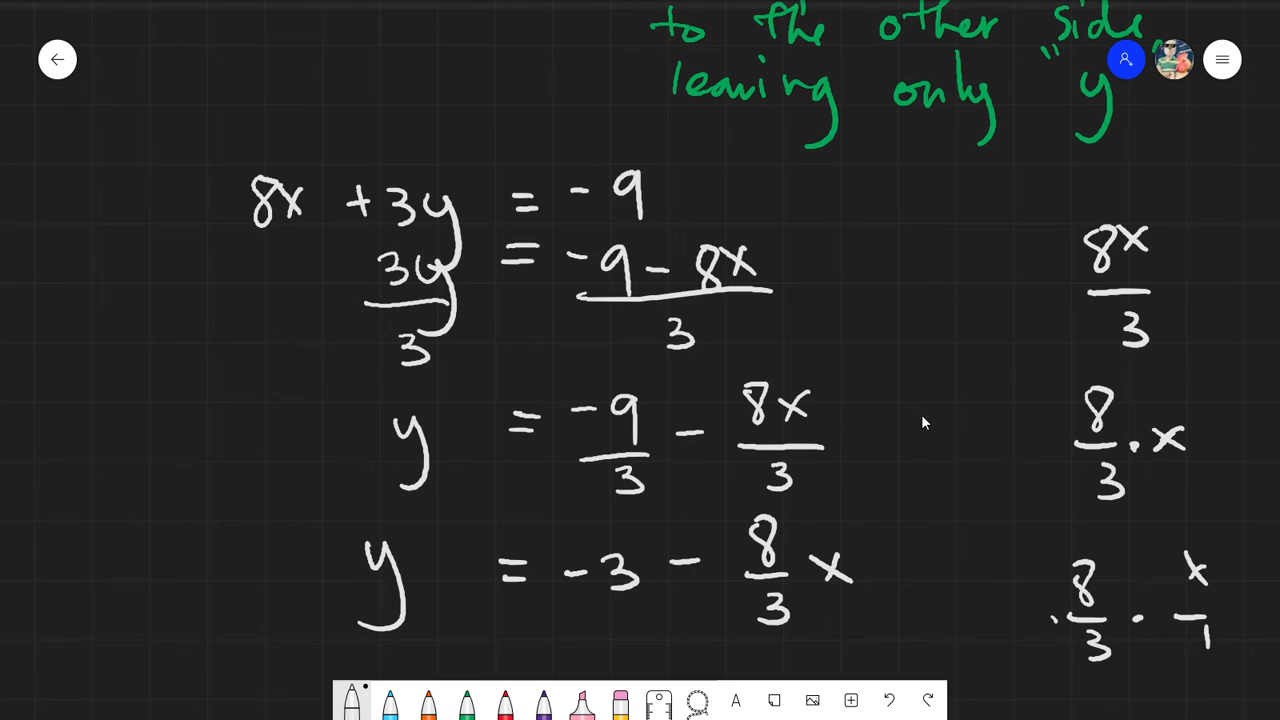 to the other side
leaving only "y"
8x + 3y = -9
3y = -9 - 8x
3 3
y = -9/3 - 8x/3
y = -3 - 8/3 x
8x/3
8/3 · x
· 8/3 · x/1
A